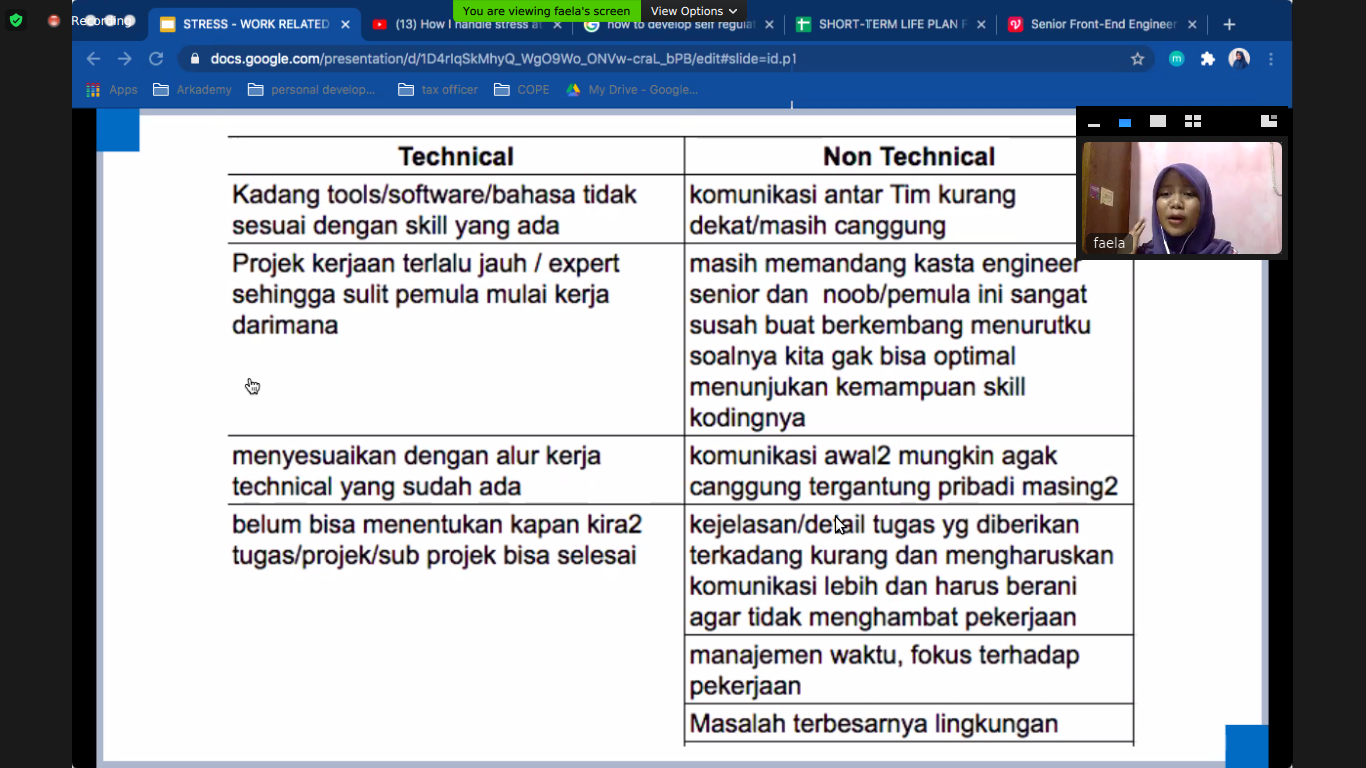 Recording
You are viewing faela's screen
View Options
STRESS - WORK RELATED
(13) How I handle stress at
how to develop self regulat
SHORT-TERM LIFE PLAN F
Senior Front-End Engineer
docs.google.com/presentation/d/1D4rIqSkMhyQ_WgO9Wo_ONVw-craL_bPB/edit#slide=id.p1
m
Apps
Arkademy
personal develop...
tax officer
COPE
My Drive - Google...
faela
Technical
Non Technical
Kadang tools/software/bahasa tidak
sesuai dengan skill yang ada
komunikasi antar Tim kurang
dekat/masih canggung
Projek kerjaan terlalu jauh / expert
sehingga sulit pemula mulai kerja
darimana
masih memandang kasta engineer
senior dan noob/pemula ini sangat
susah buat berkembang menurutku
soalnya kita gak bisa optimal
menunjukan kemampuan skill
kodingnya
menyesuaikan dengan alur kerja
technical yang sudah ada
komunikasi awal2 mungkin agak
canggung tergantung pribadi masing2
belum bisa menentukan kapan kira2
tugas/projek/sub projek bisa selesai
kejelasan/detail tugas yg diberikan
terkadang kurang dan mengharuskan
komunikasi lebih dan harus berani
agar tidak menghambat pekerjaan
manajemen waktu, fokus terhadap
pekerjaan
Masalah terbesarnya lingkungan